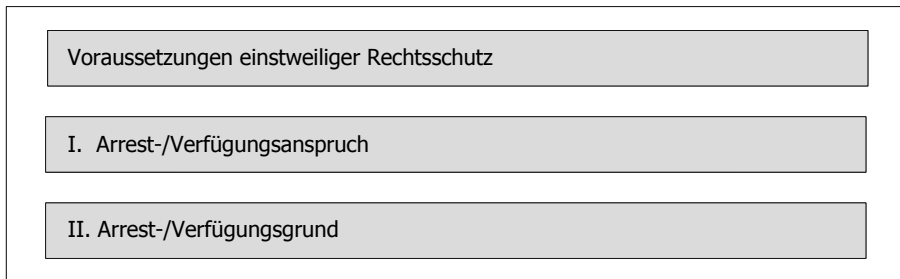 Voraussetzungen einstweiliger Rechtsschutz
I. Arrest-/Verfügungsanspruch
II. Arrest-/Verfügungsgrund